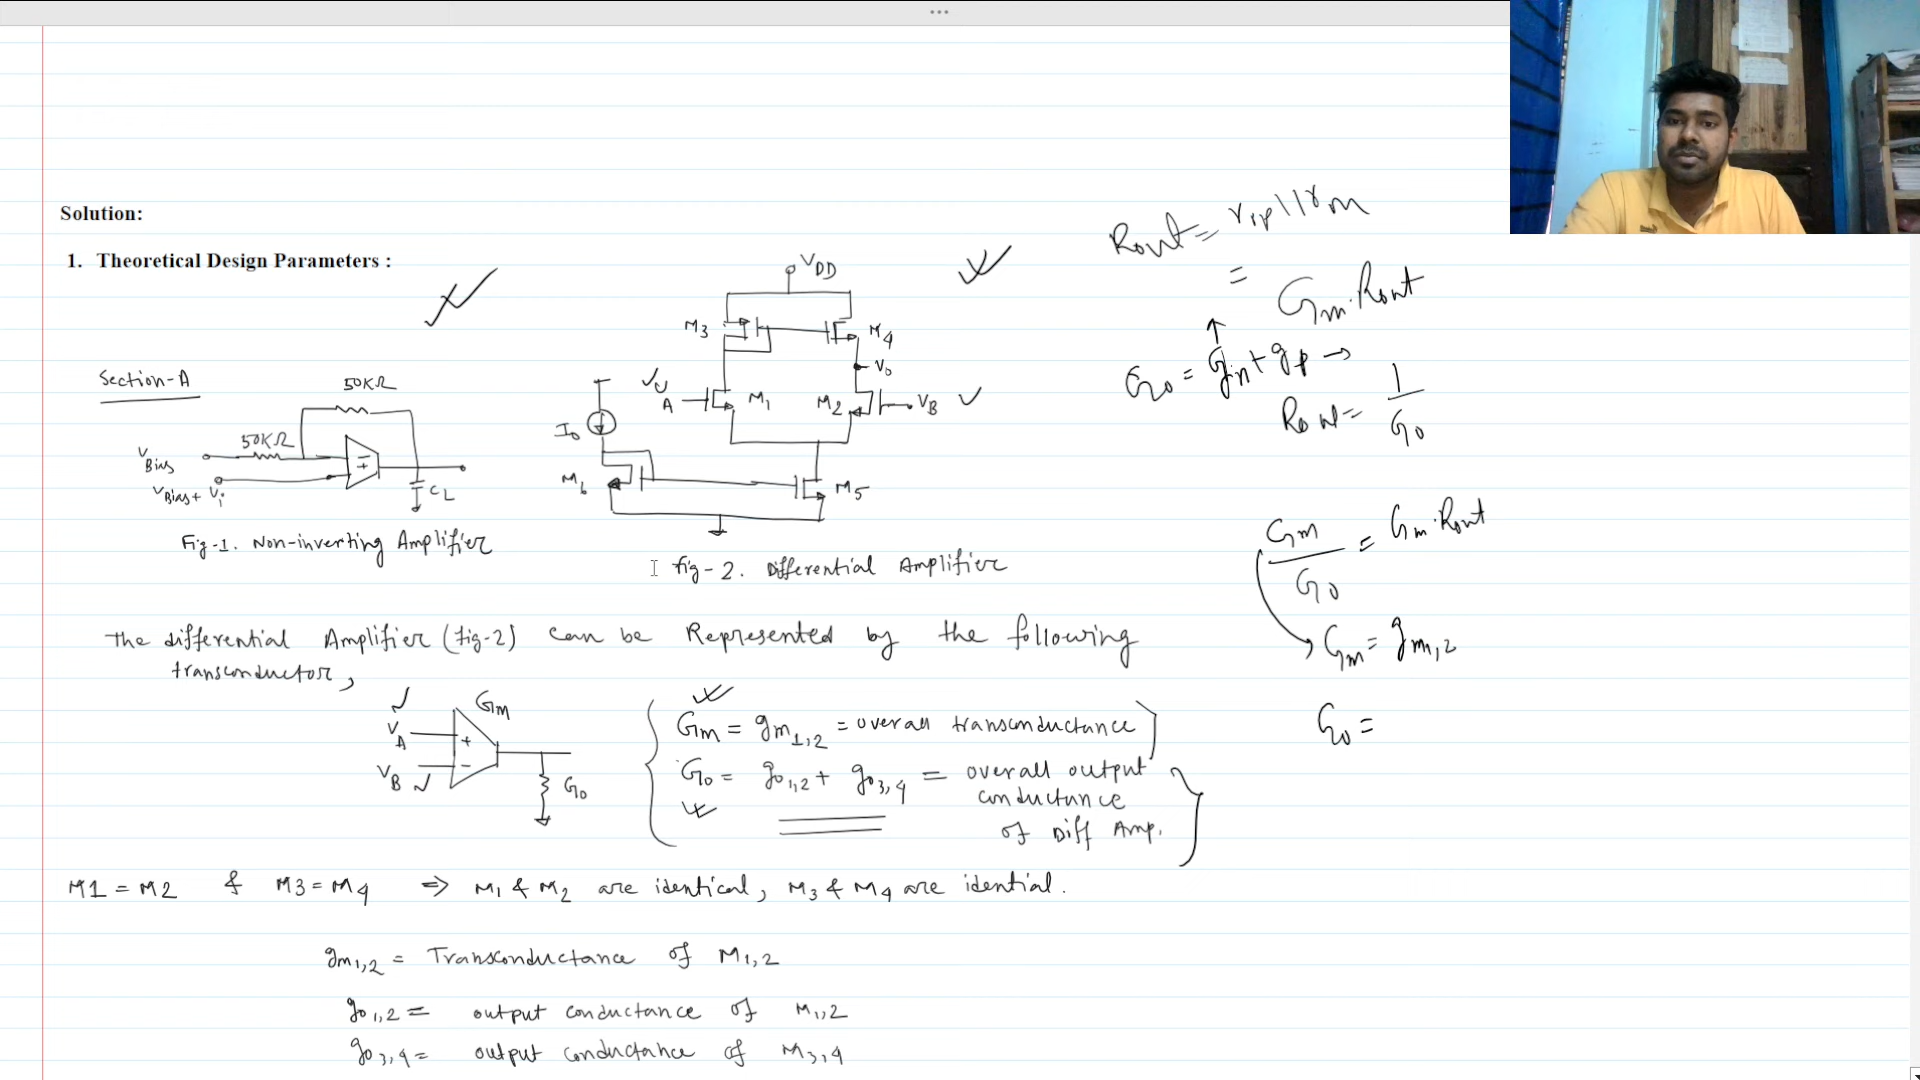 Solution:
1. Theoretical Design Parameters :
Section-A
50KΩ
50KΩ
VBias
VBias + Vi
CL
Fig-1. Non-inverting Amplifier
VDD
M3
M4
Vo
VA
M1
M2
VB
Io
M6
M5
Fig-2. Differential Amplifier
Rout = rop||ron
= Gm.Rout
Go = gn + gp →
Rout = 1/Go
Gm/Go = Gm.Rout
Gm = gm1,2
Go =
The differential Amplifier (fig-2) can be Represented by the following
transconductor,
VA
VB
+
-
Gm
Go
Gm = gm1,2 = overall transconductance
Go = go1,2 + go3,4 = overall output
conductance
of Diff Amp.
M1 = M2 & M3 = M4 ⇒ M1 & M2 are identical, M3 & M4 are idential.
gm1,2 = Transconductance of M1,2
go1,2 = output conductance of M1,2
go3,4 = output conductance of M3,4